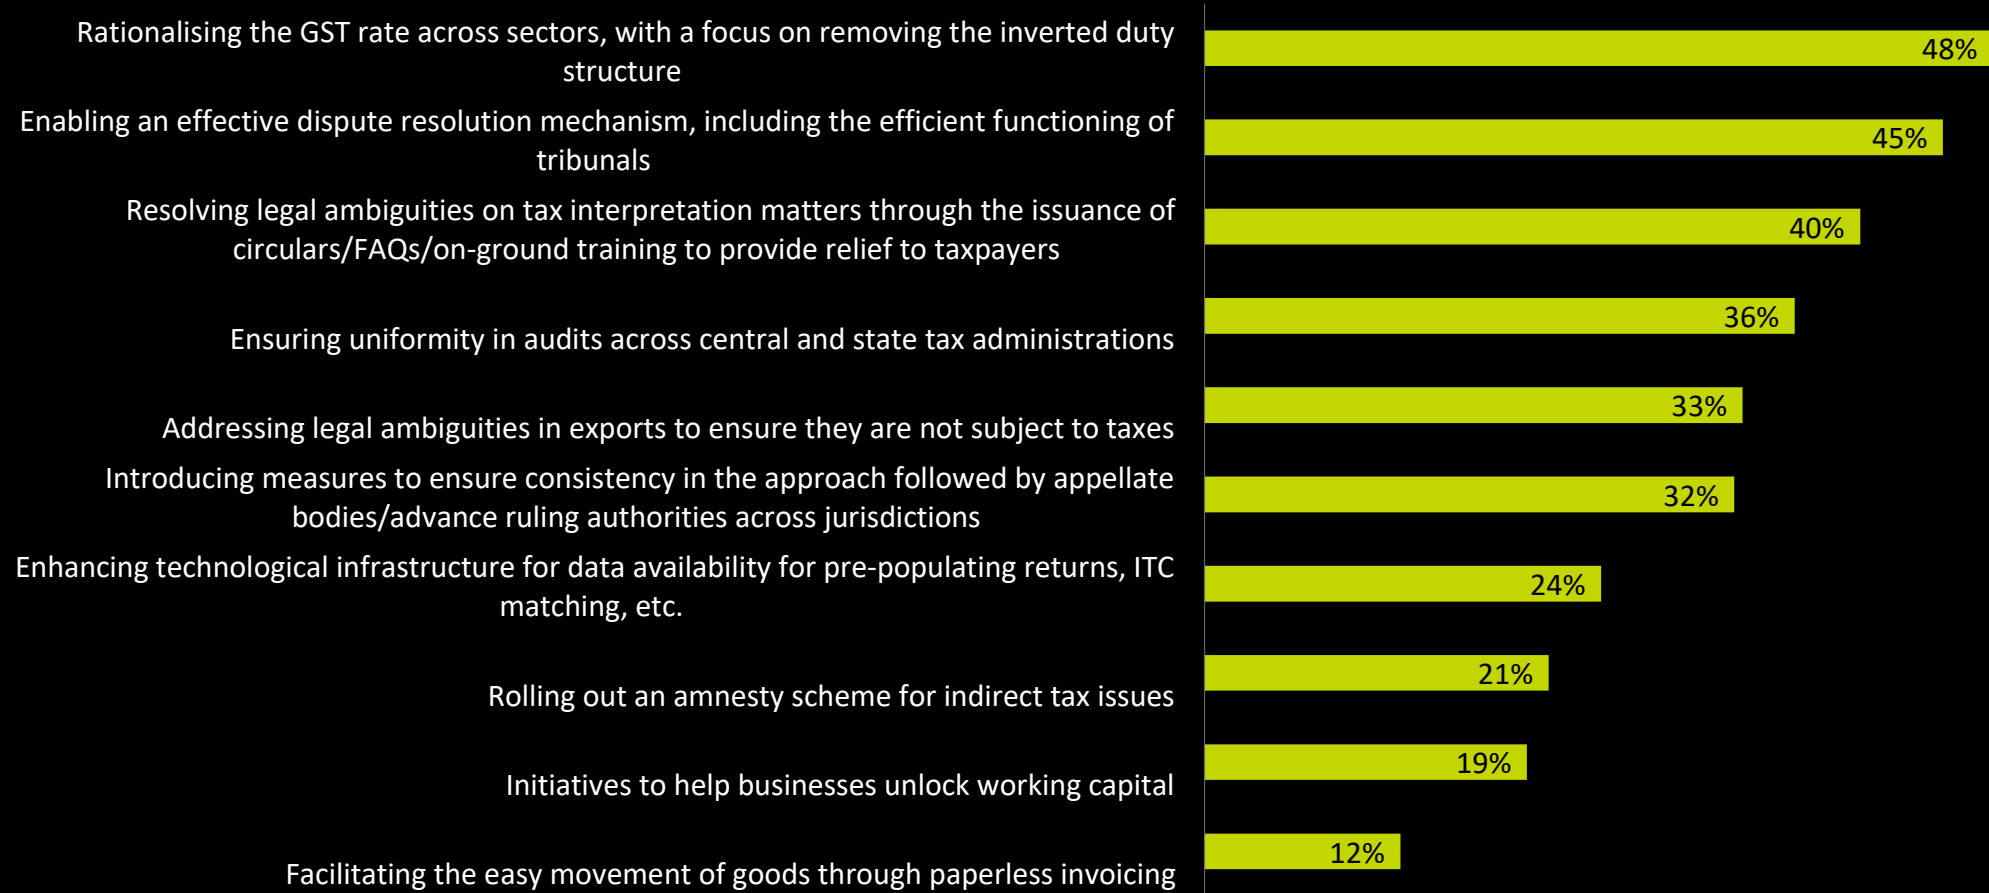 Rationalising the GST rate across sectors, with a focus on removing the inverted duty
structure
48%
Enabling an effective dispute resolution mechanism, including the efficient functioning of
tribunals
45%
Resolving legal ambiguities on tax interpretation matters through the issuance of
circulars/FAQs/on-ground training to provide relief to taxpayers
40%
Ensuring uniformity in audits across central and state tax administrations
36%
Addressing legal ambiguities in exports to ensure they are not subject to taxes
33%
Introducing measures to ensure consistency in the approach followed by appellate
bodies/advance ruling authorities across jurisdictions
32%
Enhancing technological infrastructure for data availability for pre-populating returns, ITC
matching, etc.
24%
Rolling out an amnesty scheme for indirect tax issues
21%
Initiatives to help businesses unlock working capital
19%
Facilitating the easy movement of goods through paperless invoicing
12%